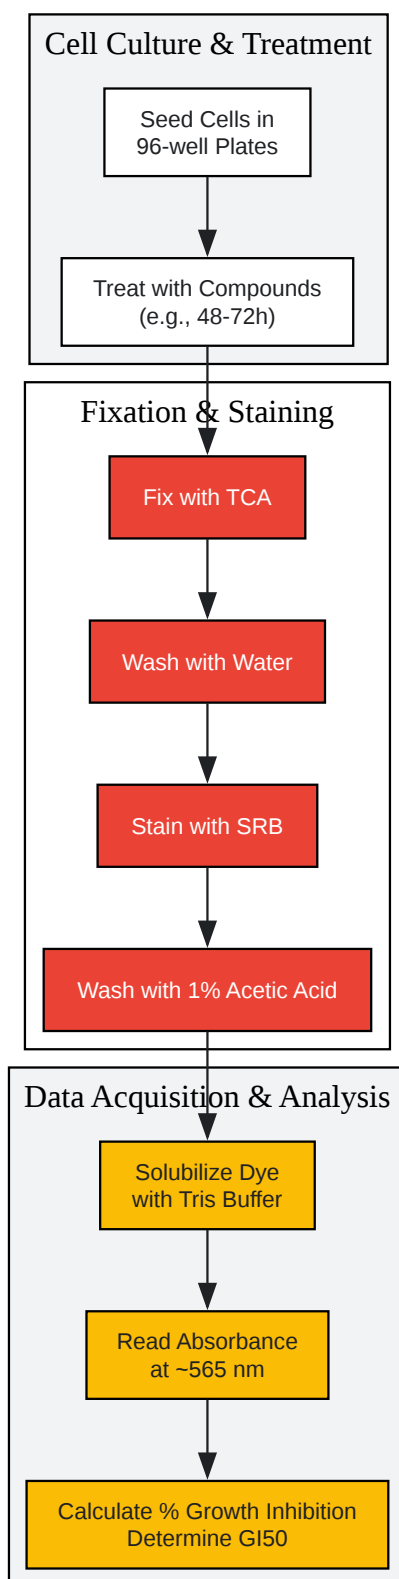 Cell Culture & Treatment
Seed Cells in
96-well Plates
Treat with Compounds
(e.g., 48-72h)
Fixation & Staining
Fix with TCA
Wash with Water
Stain with SRB
Wash with 1% Acetic Acid
Data Acquisition & Analysis
Solubilize Dye
with Tris Buffer
Read Absorbance
at ~565 nm
Calculate % Growth Inhibition
Determine GI50